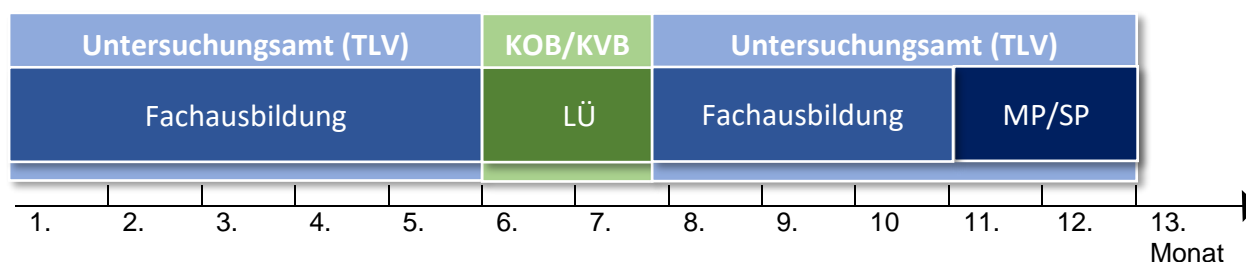 Untersuchungsamt (TLV) KOB/KVB Untersuchungsamt (TLV)
Fachausbildung LÜ Fachausbildung MP/SP
1. 2. 3. 4. 5. 6. 7. 8. 9. 10 11. 12. 13.
Monat